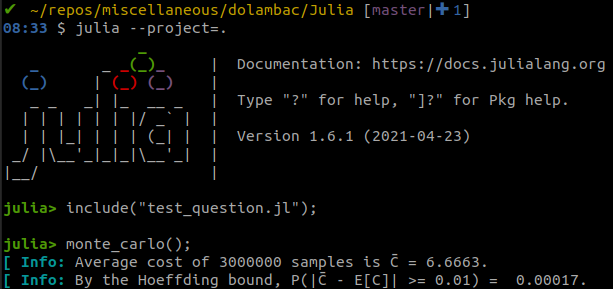 ✔ ~/repos/miscellaneous/dolambac/Julia [master|✚1]
08:33 $ julia --project=.
               _
   _       _ _(_)_     |  Documentation: https://docs.julialang.org
  (_)     | (_) (_)    |
   _ _   _| |_  __ _   |  Type "?" for help, "]?" for Pkg help.
  | | | | | | |/ _` |  |
  | | |_| | | | (_| |  |  Version 1.6.1 (2021-04-23)
 _/ |\__'_|_|_|\__'_|  |
|__/                   |
julia> include("test_question.jl");
julia> monte_carlo();
[ Info: Average cost of 3000000 samples is C̄ = 6.6663.
[ Info: By the Hoeffding bound, P(|C̄ - E[C]| >= 0.01) =  0.00017.